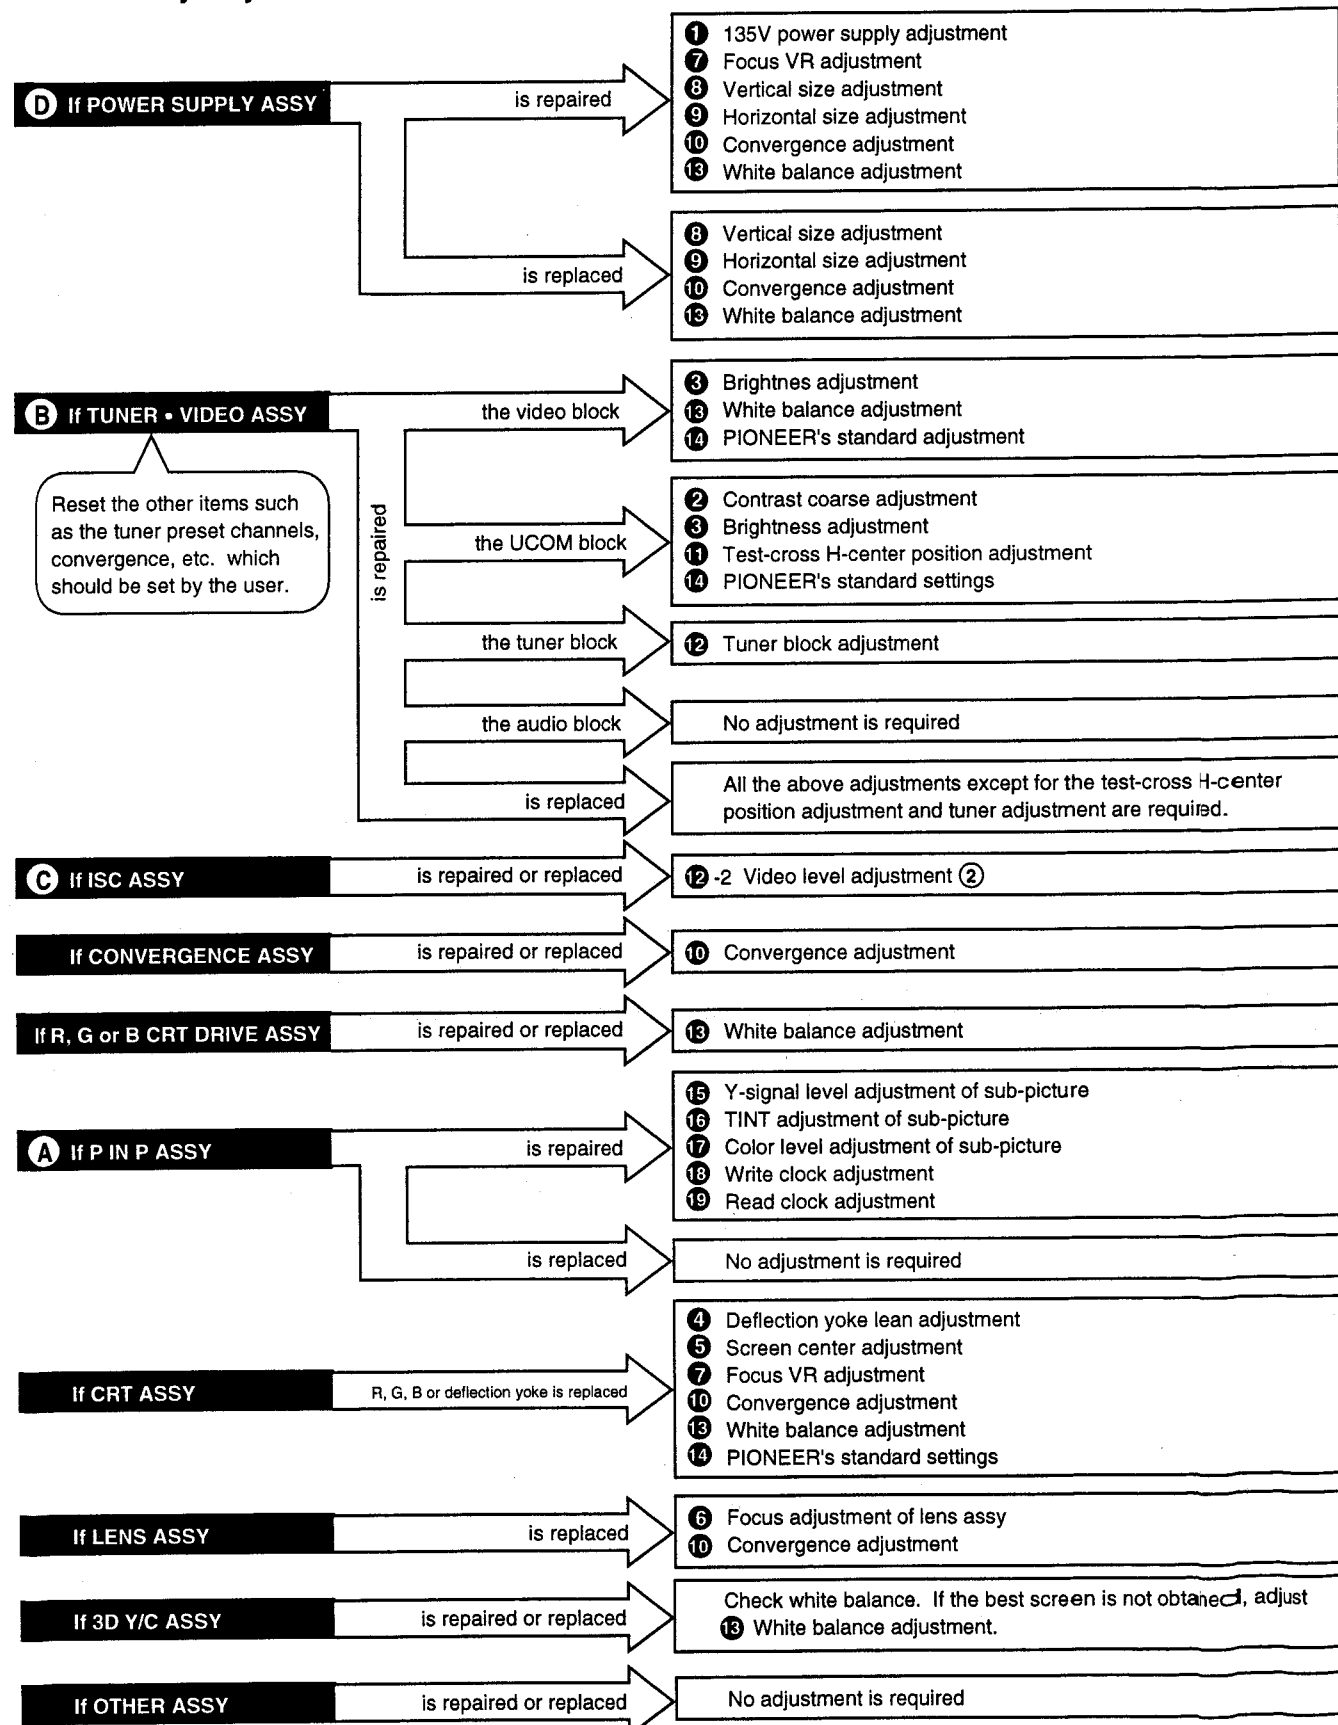 D If POWER SUPPLY ASSY
is repaired
1 135V power supply adjustment
7 Focus VR adjustment
8 Vertical size adjustment
9 Horizontal size adjustment
10 Convergence adjustment
13 White balance adjustment
is replaced
8 Vertical size adjustment
9 Horizontal size adjustment
10 Convergence adjustment
13 White balance adjustment
B If TUNER • VIDEO ASSY
Reset the other items such
as the tuner preset channels,
convergence, etc. which
should be set by the user.
is repaired
the video block
3 Brightnes adjustment
13 White balance adjustment
14 PIONEER's standard adjustment
the UCOM block
2 Contrast coarse adjustment
3 Brightness adjustment
11 Test-cross H-center position adjustment
14 PIONEER's standard settings
the tuner block
12 Tuner block adjustment
the audio block
No adjustment is required
is replaced
All the above adjustments except for the test-cross H-center
position adjustment and tuner adjustment are required.
C If ISC ASSY
is repaired or replaced
12 -2 Video level adjustment 2
If CONVERGENCE ASSY
is repaired or replaced
10 Convergence adjustment
If R, G or B CRT DRIVE ASSY
is repaired or replaced
13 White balance adjustment
A If P IN P ASSY
is repaired
15 Y-signal level adjustment of sub-picture
16 TINT adjustment of sub-picture
17 Color level adjustment of sub-picture
18 Write clock adjustment
19 Read clock adjustment
is replaced
No adjustment is required
If CRT ASSY
R, G, B or deflection yoke is replaced
4 Deflection yoke lean adjustment
5 Screen center adjustment
7 Focus VR adjustment
10 Convergence adjustment
13 White balance adjustment
14 PIONEER's standard settings
If LENS ASSY
is replaced
6 Focus adjustment of lens assy
10 Convergence adjustment
If 3D Y/C ASSY
is repaired or replaced
Check white balance. If the best screen is not obtaned, adjust
13 White balance adjustment.
If OTHER ASSY
is repaired or replaced
No adjustment is required